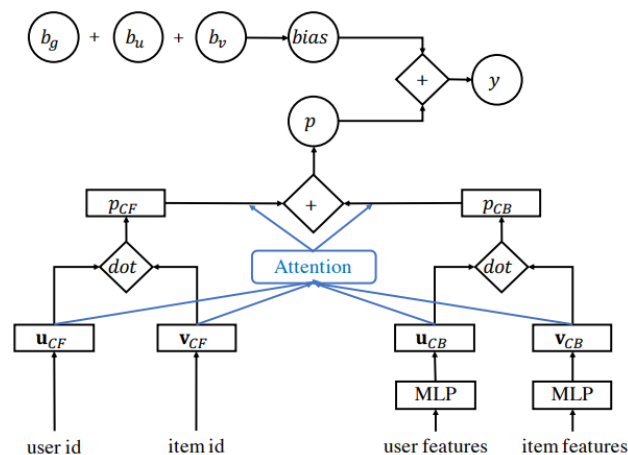 b_g + b_u + b_v bias
+ y
p
p_CF + p_CB
dot Attention dot
u_CF v_CF u_CB v_CB
MLP MLP
user id item id user features item features